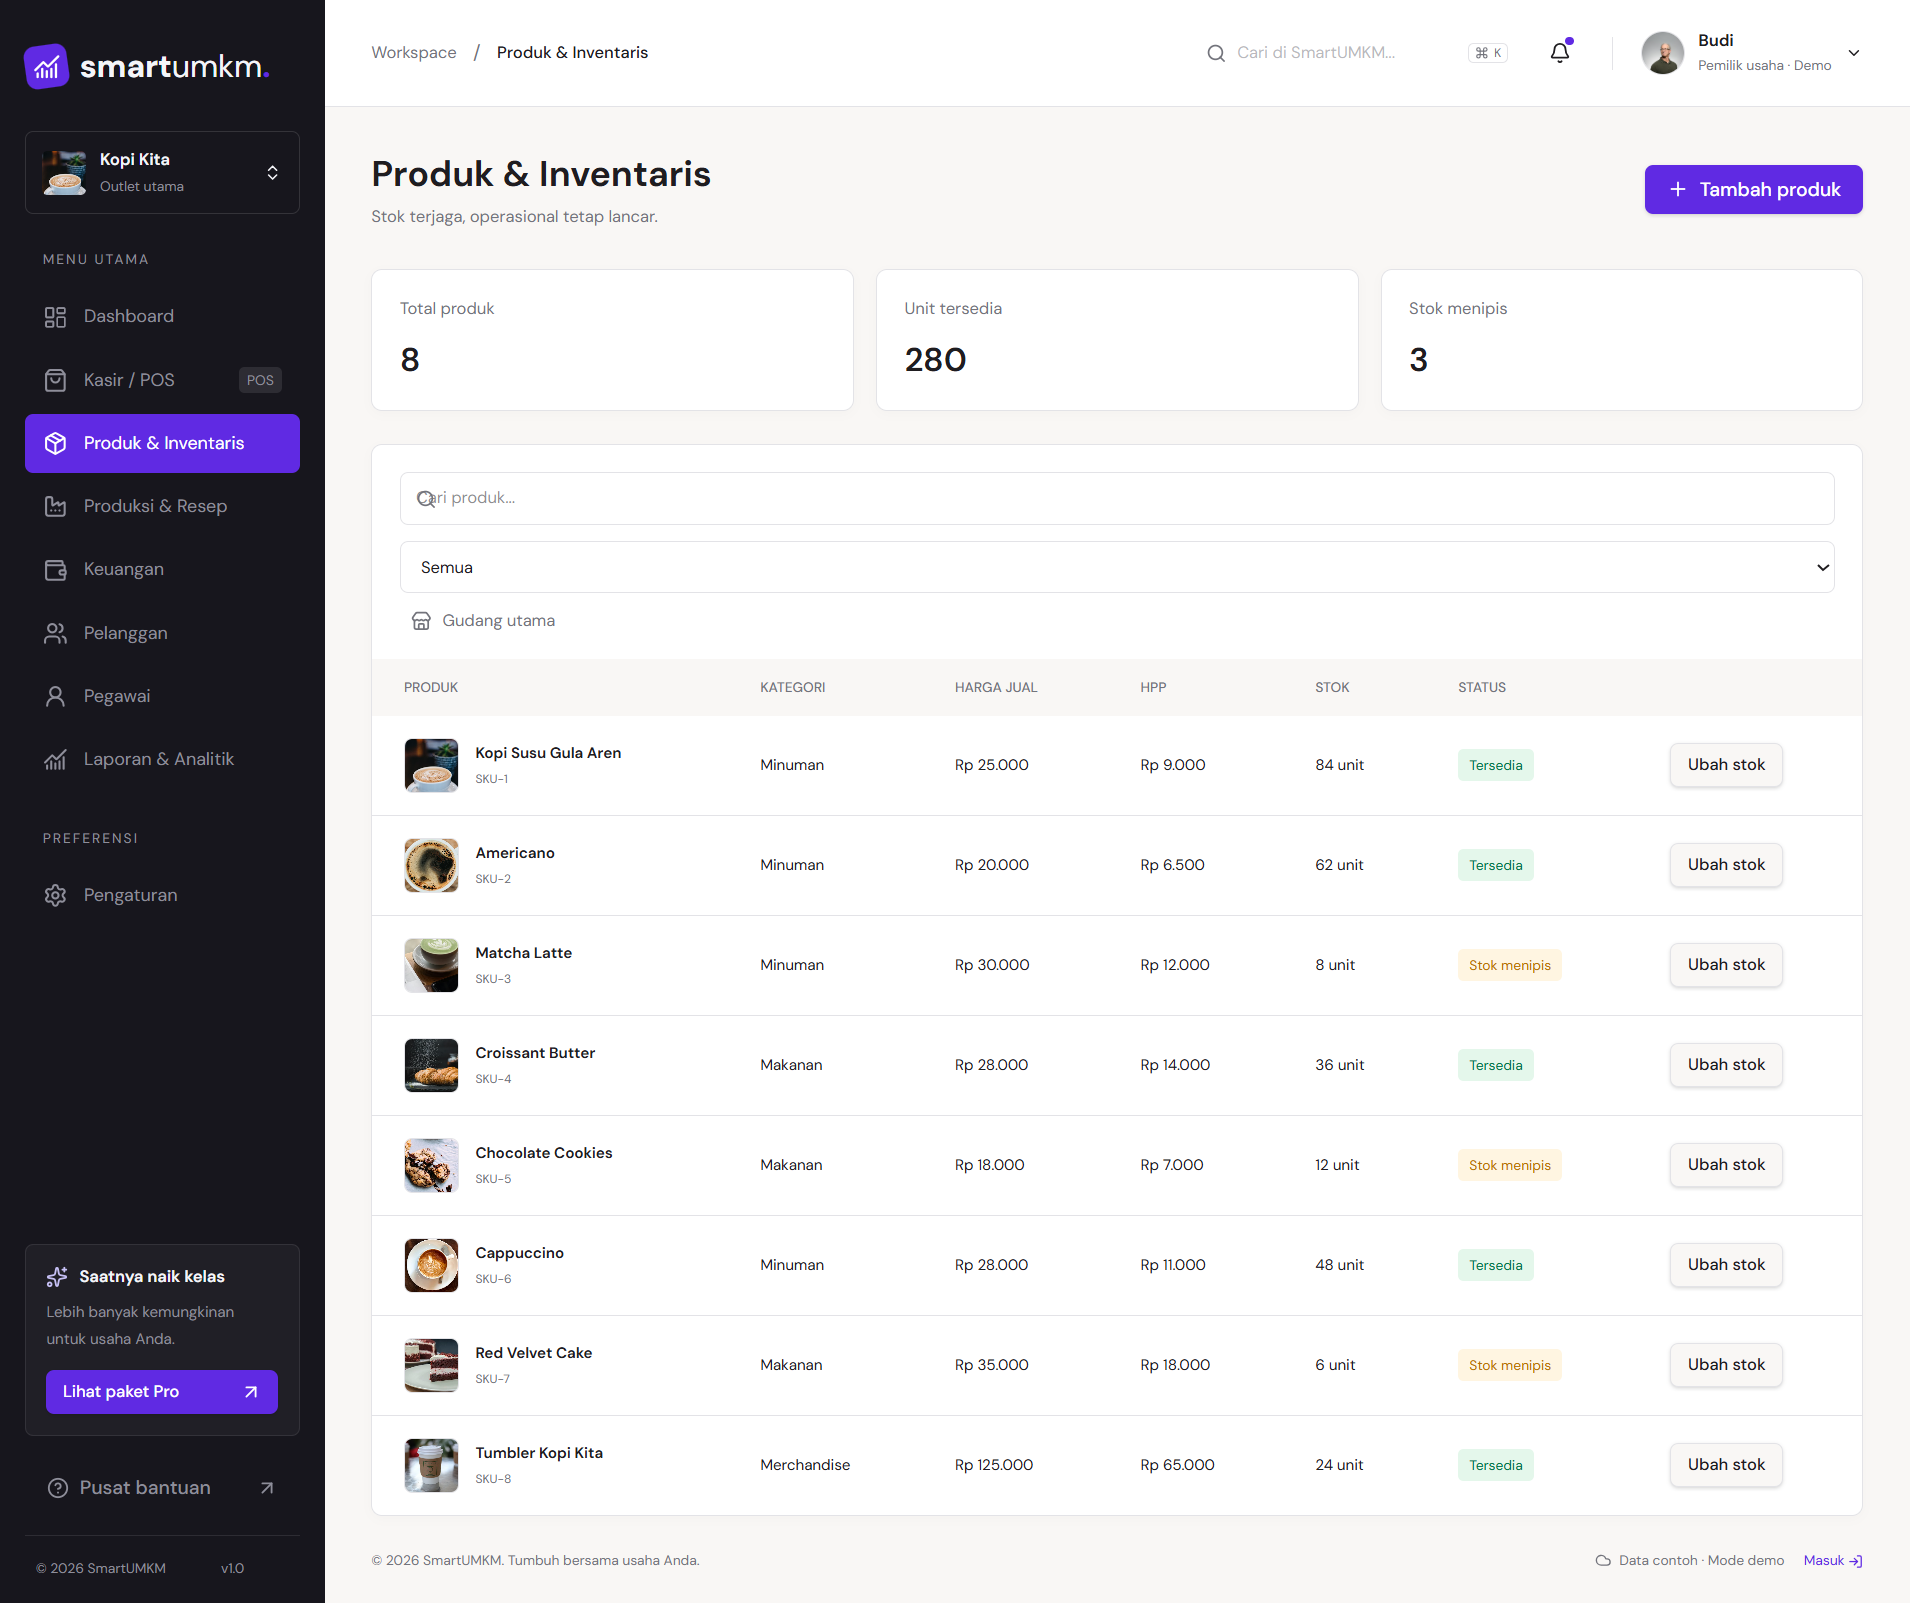 smartumkm.
Kopi Kita
Outlet utama
MENU UTAMA
Dashboard
Kasir / POS POS
Produk & Inventaris
Produksi & Resep
Keuangan
Pelanggan
Pegawai
Laporan & Analitik
PREFERENSI
Pengaturan
Saatnya naik kelas
Lebih banyak kemungkinan
untuk usaha Anda.
Lihat paket Pro
Pusat bantuan
© 2026 SmartUMKM v1.0
Workspace / Produk & Inventaris
Cari di SmartUMKM... ⌘ K
Budi
Pemilik usaha · Demo
Produk & Inventaris
Stok terjaga, operasional tetap lancar.
Tambah produk
Total produk
8
Unit tersedia
280
Stok menipis
3
Cari produk...
Semua
Gudang utama
PRODUK KATEGORI HARGA JUAL HPP STOK STATUS
Kopi Susu Gula Aren
SKU-1
Minuman Rp 25.000 Rp 9.000 84 unit Tersedia Ubah stok
Americano
SKU-2
Minuman Rp 20.000 Rp 6.500 62 unit Tersedia Ubah stok
Matcha Latte
SKU-3
Minuman Rp 30.000 Rp 12.000 8 unit Stok menipis Ubah stok
Croissant Butter
SKU-4
Makanan Rp 28.000 Rp 14.000 36 unit Tersedia Ubah stok
Chocolate Cookies
SKU-5
Makanan Rp 18.000 Rp 7.000 12 unit Stok menipis Ubah stok
Cappuccino
SKU-6
Minuman Rp 28.000 Rp 11.000 48 unit Tersedia Ubah stok
Red Velvet Cake
SKU-7
Makanan Rp 35.000 Rp 18.000 6 unit Stok menipis Ubah stok
Tumbler Kopi Kita
SKU-8
Merchandise Rp 125.000 Rp 65.000 24 unit Tersedia Ubah stok
© 2026 SmartUMKM. Tumbuh bersama usaha Anda.
Data contoh · Mode demo Masuk